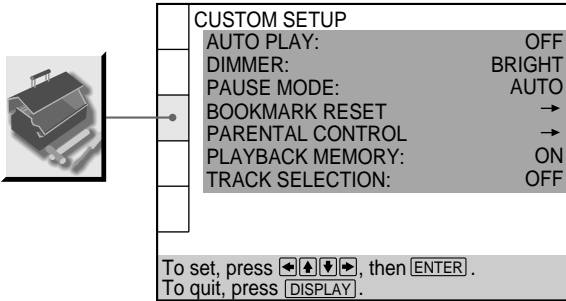 CUSTOM SETUP
AUTO PLAY: OFF
DIMMER: BRIGHT
PAUSE MODE: AUTO
BOOKMARK RESET →
PARENTAL CONTROL →
PLAYBACK MEMORY: ON
TRACK SELECTION: OFF
To set, press ←↑↓→, then ENTER.
To quit, press DISPLAY.